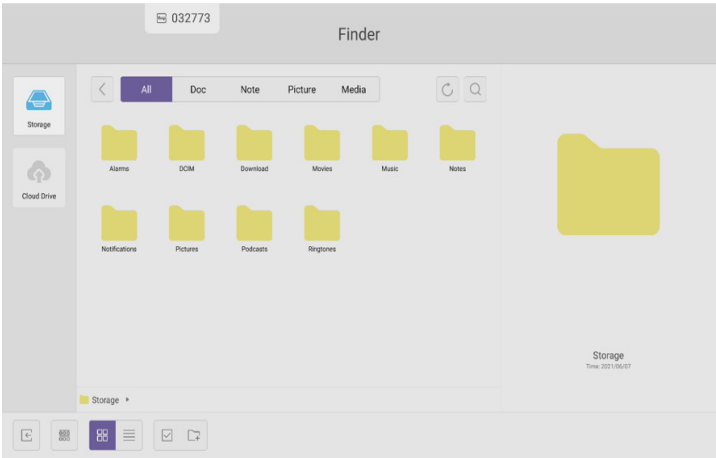 032773
Finder
All Doc Note Picture Media
Storage
Cloud Drive
Alarms DCIM Download Movies Music Notes
Notifications Pictures Podcasts Ringtones
Storage
Time: 2021/06/07
Storage